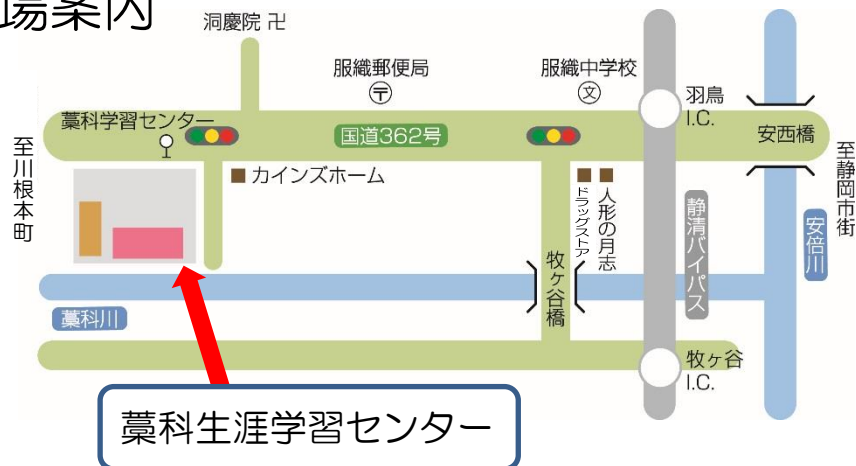 場案内
洞慶院 卍
服織郵便局
〒
服織中学校
文
羽鳥
I.C.
藁科学習センター
国道362号
安西橋
至川根本町
カインズホーム
ドラッグストア
人形の月志
至静岡市街
静清バイパス
安倍川
牧ヶ谷橋
藁科川
牧ヶ谷
I.C.
藁科生涯学習センター